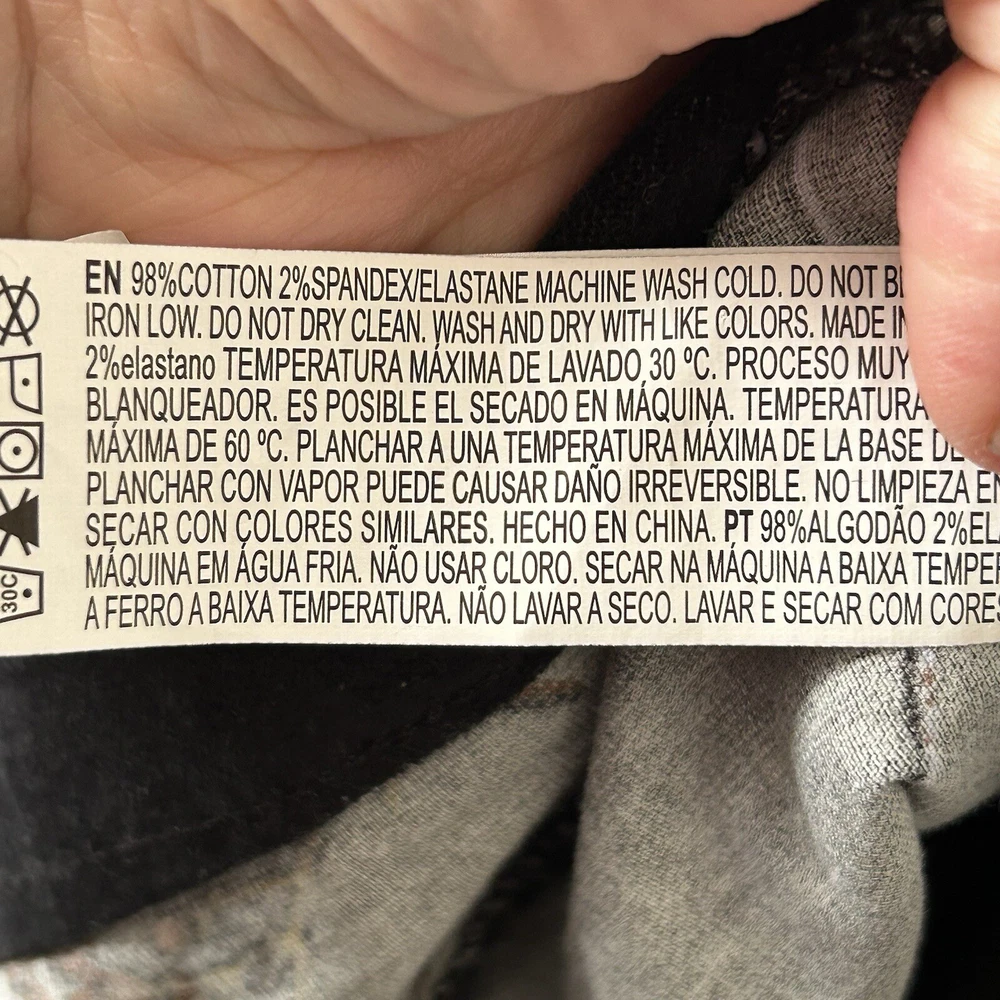 EN 98%COTTON 2%SPANDEX/ELASTANE MACHINE WASH COLD. DO NOT
IRON LOW. DO NOT DRY CLEAN. WASH AND DRY WITH LIKE COLORS. MADE IN
2%elastano TEMPERATURA MÁXIMA DE LAVADO 30 ºC. PROCESO MUY
BLANQUEADOR. ES POSIBLE EL SECADO EN MÁQUINA. TEMPERATURA
MÁXIMA DE 60 ºC. PLANCHAR A UNA TEMPERATURA MÁXIMA DE LA BASE DE
PLANCHAR CON VAPOR PUEDE CAUSAR DAÑO IRREVERSIBLE. NO LIMPIEZA EN
SECAR CON COLORES SIMILARES. HECHO EN CHINA. PT 98%ALGODÃO
MÁQUINA EM ÁGUA FRIA. NÃO USAR CLORO. SECAR NA MÁQUINA A BAIXA
A FERRO A BAIXA TEMPERATURA. NÃO LAVAR A SECO. LAVAR E SECAR COM CORES
30C